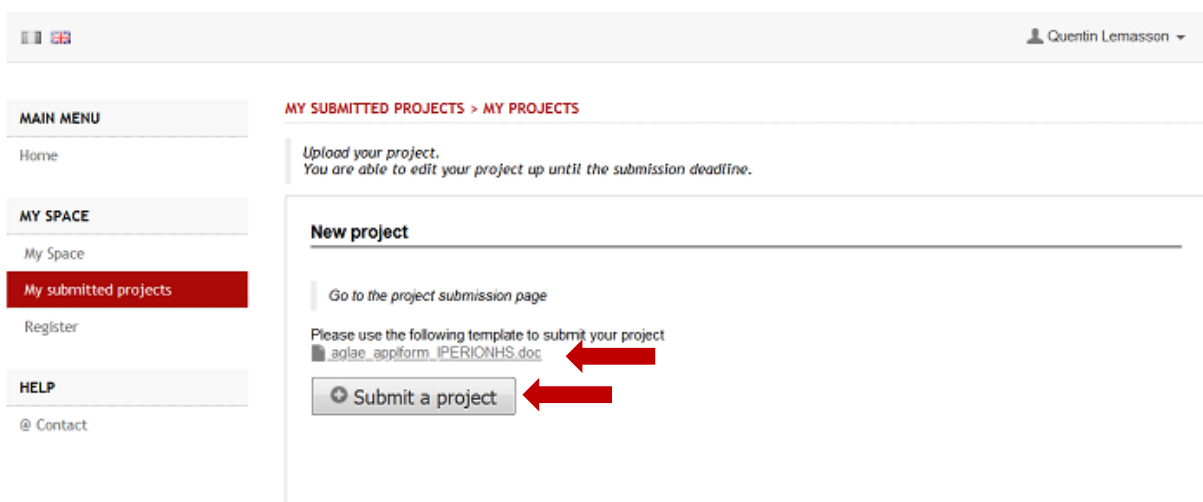 Quentin Lemasson
MAIN MENU
Home
MY SPACE
My Space
My submitted projects
Register
HELP
@ Contact
MY SUBMITTED PROJECTS > MY PROJECTS
Upload your project.
You are able to edit your project up until the submission deadline.
New project
Go to the project submission page
Please use the following template to submit your project
aglae_applform_IPERIONHS.doc
Submit a project